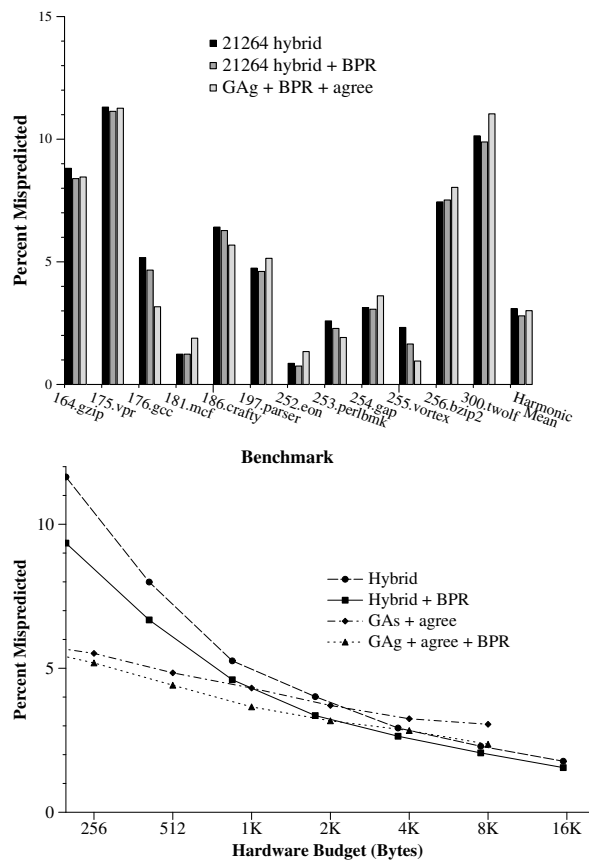 15
21264 hybrid
21264 hybrid + BPR
GAg + BPR + agree
10
5
0
Percent Mispredicted
164.gzip
175.vpr
176.gcc
181.mcf
186.crafty
197.parser
252.eon
253.perlbmk
254.gap
255.vortex
256.bzip2
300.twolf
Harmonic
Mean
Benchmark
10
5
0
Percent Mispredicted
Hybrid
Hybrid + BPR
GAs + agree
GAg + agree + BPR
256 512 1K 2K 4K 8K 16K
Hardware Budget (Bytes)